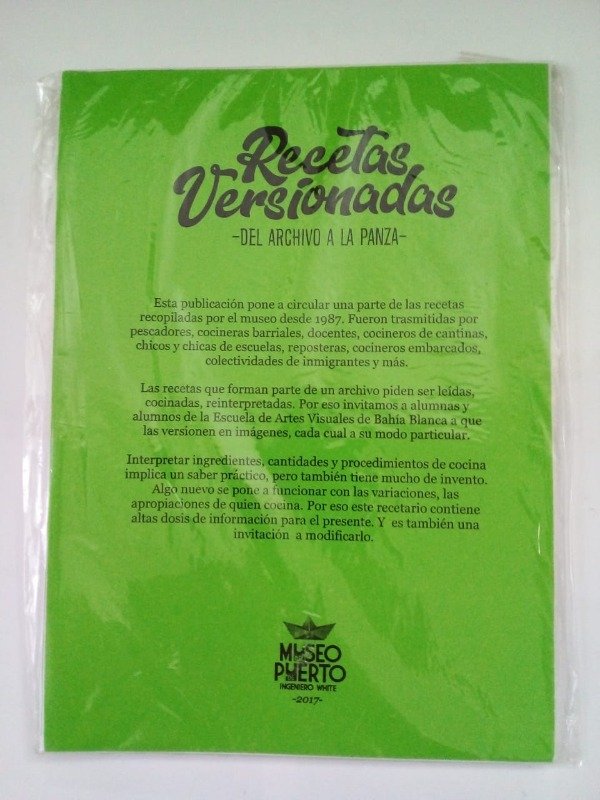 Recetas
Versionadas
-DEL ARCHIVO A LA PANZA-
Esta publicación pone a circular una parte de las recetas
recopiladas por el museo desde 1987. Fueron trasmitidas por
pescadores, cocineras barriales, docentes, cocineros de cantinas,
chicos y chicas de escuelas, reposteras, cocineros embarcados,
colectividades de inmigrantes y más.
Las recetas que forman parte de un archivo piden ser leídas,
cocinadas, reinterpretadas. Por eso invitamos a alumnas y
alumnos de la Escuela de Artes Visuales de Bahía Blanca a que
las versionen en imágenes, cada cual a su modo particular.
Interpretar ingredientes, cantidades y procedimientos de cocina
implica un saber práctico, pero también tiene mucho de invento.
Algo nuevo se pone a funcionar con las variaciones, las
apropiaciones de quien cocina. Por eso este recetario contiene
altas dosis de información para el presente. Y es también una
invitación a modificarlo.
MUSEO
DEL
PUERTO
INGENIERO WHITE
-2017-